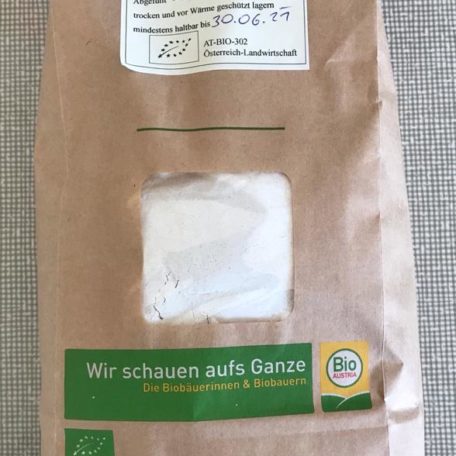 Abgefüllt
trocken und vor Wärme geschützt lagern
mindestens haltbar bis 30.06.21
AT-BIO-302
Österreich-Landwirtschaft
Wir schauen aufs Ganze
Die Biobäuerinnen & Biobauern
Bio
AUSTRIA